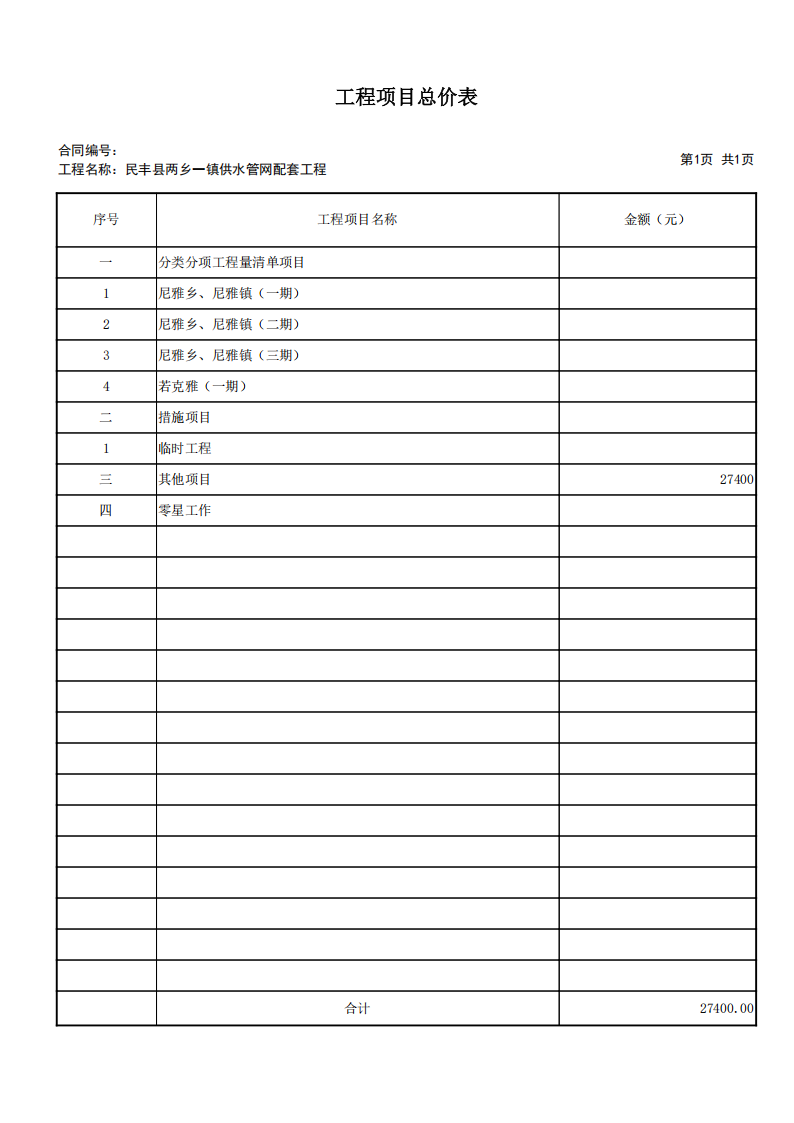 工程项目总价表
合同编号：
工程名称：民丰县两乡一镇供水管网配套工程
第1页 共1页
序号 工程项目名称 金额（元）
一 分类分项工程量清单项目
1 尼雅乡、尼雅镇（一期）
2 尼雅乡、尼雅镇（二期）
3 尼雅乡、尼雅镇（三期）
4 若克雅（一期）
二 措施项目
1 临时工程
三 其他项目 27400
四 零星工作
合计 27400.00